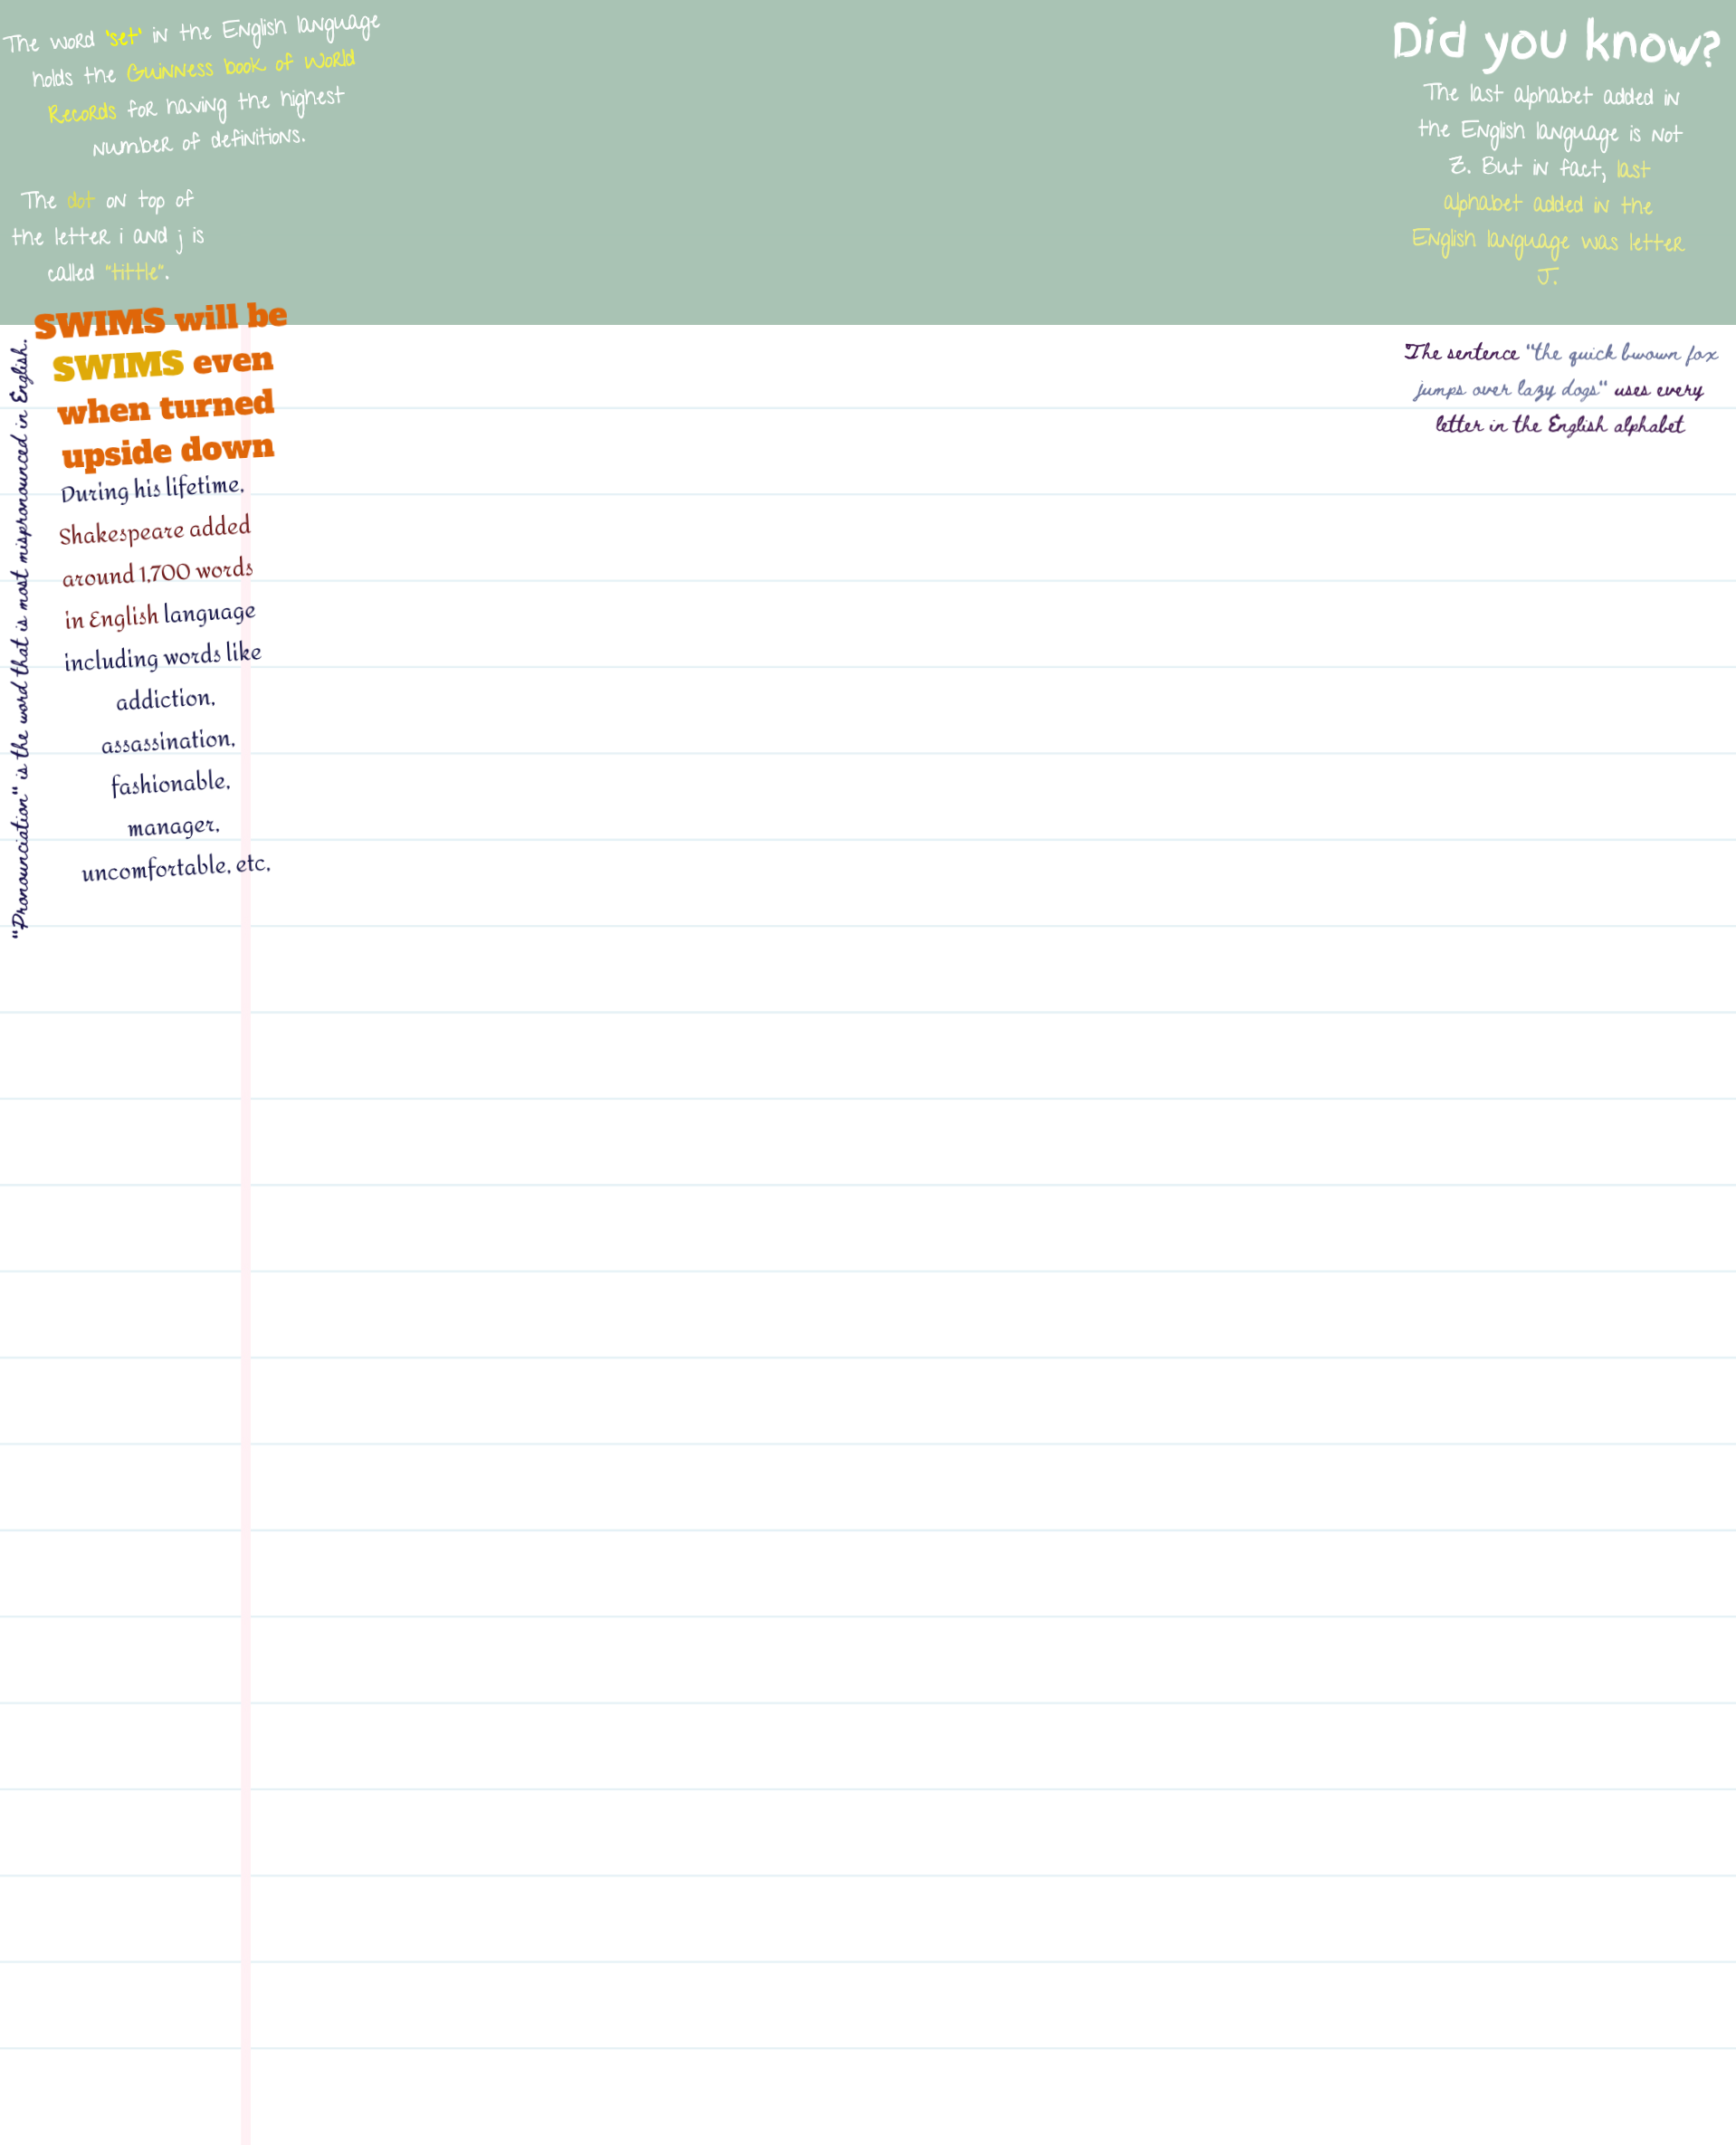 The word 'set' in the English language
holds the Guinness book of World
Records for having the highest
number of definitions.
The dot on top of
the letter i and j is
called "tittle".
Did you know?
The last alphabet added in
the English language is not
Z. But in fact, last
alphabet added in the
English language was letter
J.
"Pronounciation" is the word that is most mispronounced in English.
SWIMS will be
SWIMS even
when turned
upside down
During his lifetime,
Shakespeare added
around 1,700 words
in English language
including words like
addiction,
assassination,
fashionable,
manager,
uncomfortable, etc,
The sentence "the quick bwown fox
jumps over lazy dogs" uses every
letter in the English alphabet